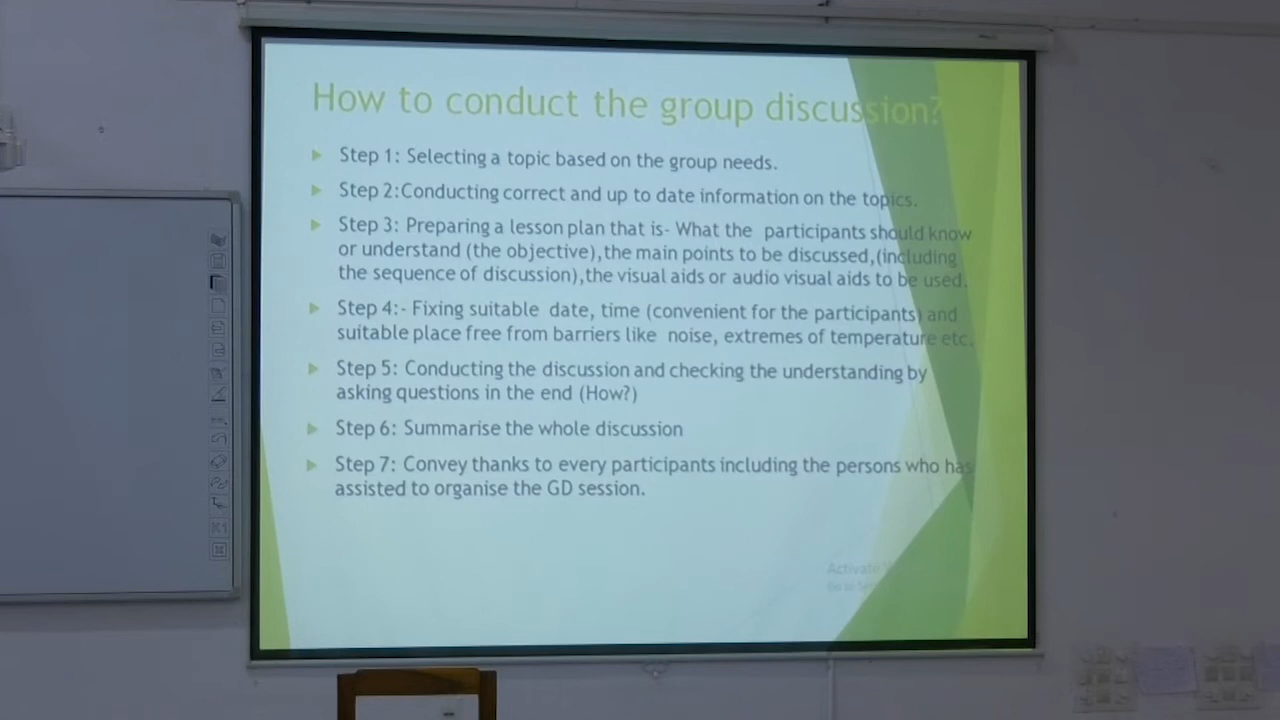 How to conduct the group discussion?
Step 1: Selecting a topic based on the group needs.
Step 2:Conducting correct and up to date information on the topics.
Step 3: Preparing a lesson plan that is- What the participants should know
or understand (the objective),the main points to be discussed,(including
the sequence of discussion),the visual aids or audio visual aids to be used.
Step 4:- Fixing suitable date, time (convenient for the participants) and
suitable place free from barriers like noise, extremes of temperature etc.
Step 5: Conducting the discussion and checking the understanding by
asking questions in the end (How?)
Step 6: Summarise the whole discussion
Step 7: Convey thanks to every participants including the persons who has
assisted to organise the GD session.
Activate
Go to